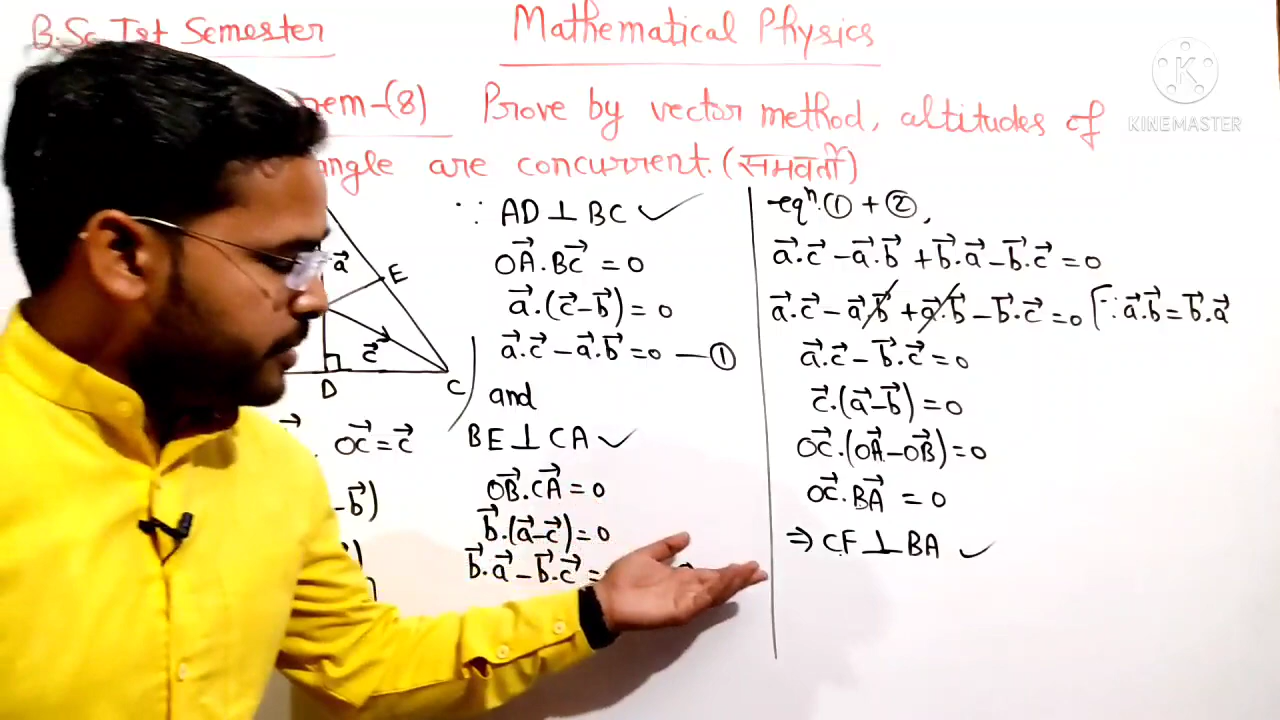 B.Sc Ist Semester
Mathematical Physics
rem-(8) Prove by vector method, altitudes of
angle are concurrent. (समवर्ती)
a⃗
E
c⃗
D
C
OC⃗ = c⃗
-b⃗)
∵ AD ⊥ BC ✓
OA⃗.BC⃗ = 0
a⃗.(c⃗-b⃗) = 0
a⃗.c⃗ - a⃗.b⃗ = 0 — ①
and
BE ⊥ CA ✓
OB⃗.CA⃗ = 0
b⃗.(a⃗-c⃗) = 0
b⃗.a⃗ - b⃗.c⃗ =
eqⁿ.① + ②,
a⃗.c⃗ - a⃗.b⃗ + b⃗.a⃗ - b⃗.c⃗ = 0
a⃗.c⃗ - a⃗.b⃗ + a⃗.b⃗ - b⃗.c⃗ = 0 [∵ a⃗.b⃗ = b⃗.a⃗
a⃗.c⃗ - b⃗.c⃗ = 0
c⃗.(a⃗-b⃗) = 0
OC⃗.(OA⃗-OB⃗) = 0
OC⃗.BA⃗ = 0
⇒ CF ⊥ BA ✓
KINEMASTER